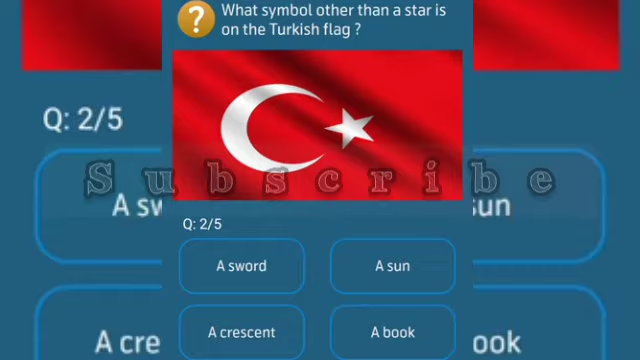 ?
What symbol other than a star is
on the Turkish flag ?
Q: 2/5
Subscribe
A sw
sun
Q: 2/5
A sword
A sun
A crescent
A book
A cre
ook